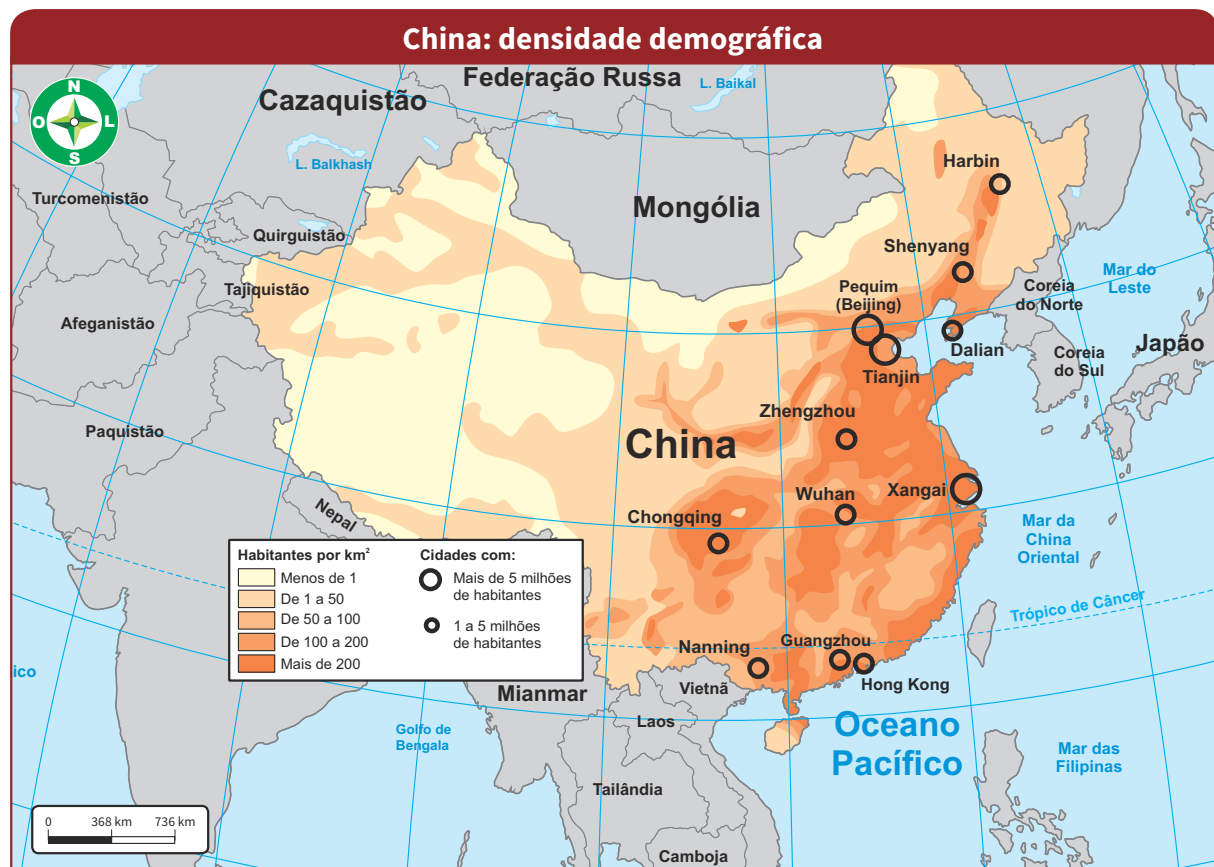 China: densidade demográfica
Federação Russa
L. Baikal
Cazaquistão
N
O
L
S
L. Balkhash
Harbin
Turcomenistão
Mongólia
Quirguistão
Shenyang
Mar do
Leste
Tajiquistão
Pequim
(Beijing)
Coreia
do Norte
Afeganistão
Dalian
Japão
Coreia
do Sul
Tianjin
Zhengzhou
Paquistão
China
Wuhan
Xangai
Nepal
Chongqing
Mar da
China
Oriental
Habitantes por km²
Menos de 1
De 1 a 50
De 50 a 100
De 100 a 200
Mais de 200
Cidades com:
Mais de 5 milhões
de habitantes
1 a 5 milhões
de habitantes
Trópico de Câncer
Nanning
Guangzhou
Hong Kong
ico
Mianmar
Vietnã
Laos
Golfo de
Bengala
Oceano
Pacífico
Mar das
Filipinas
Tailândia
0 368 km 736 km
Camboja